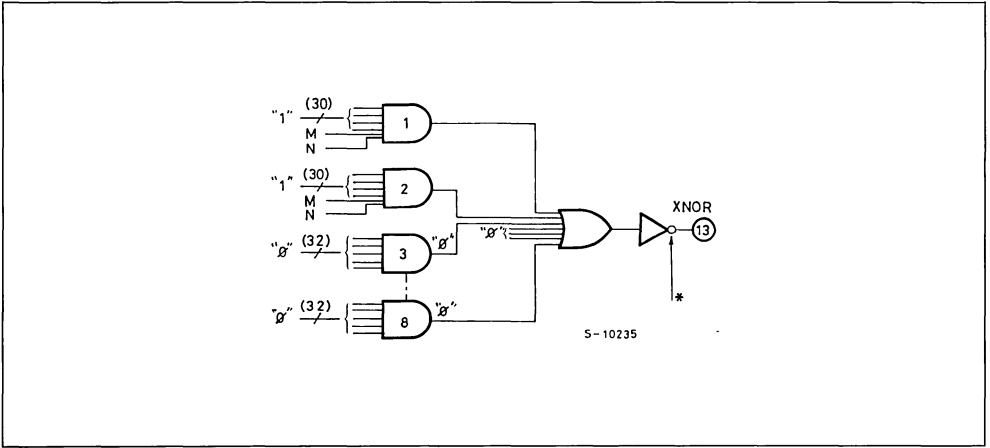 "1" (30)
M
N
1
"1" (30)
M
N
2
XNOR
13
"Ø" (32)
3
"Ø"
"Ø"
"Ø" (32)
8
"Ø"
*
S-10235